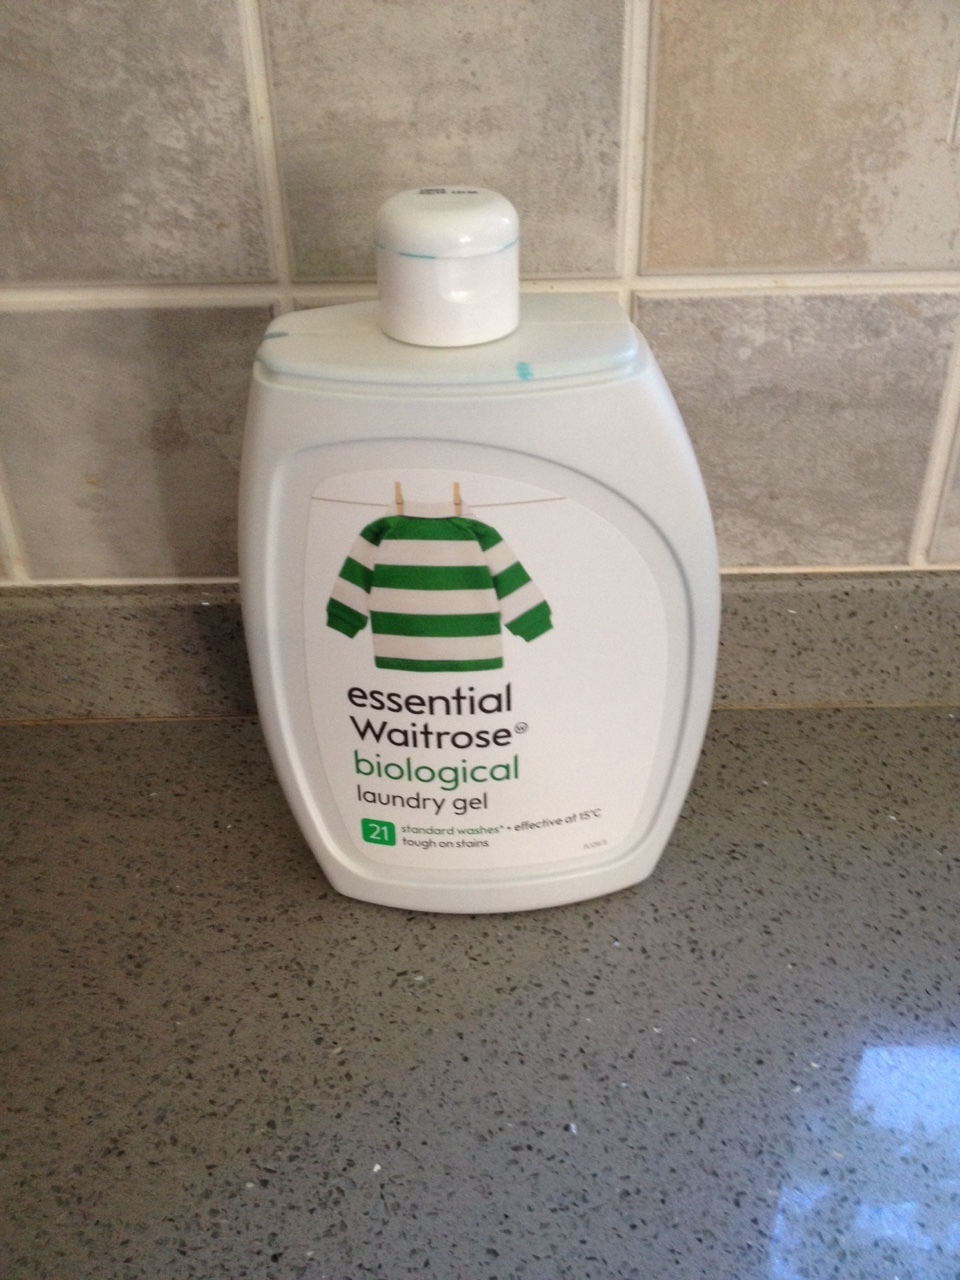 essential
Waitrose
biological
laundry gel
21
standard washes* • effective at 15°C
tough on stains